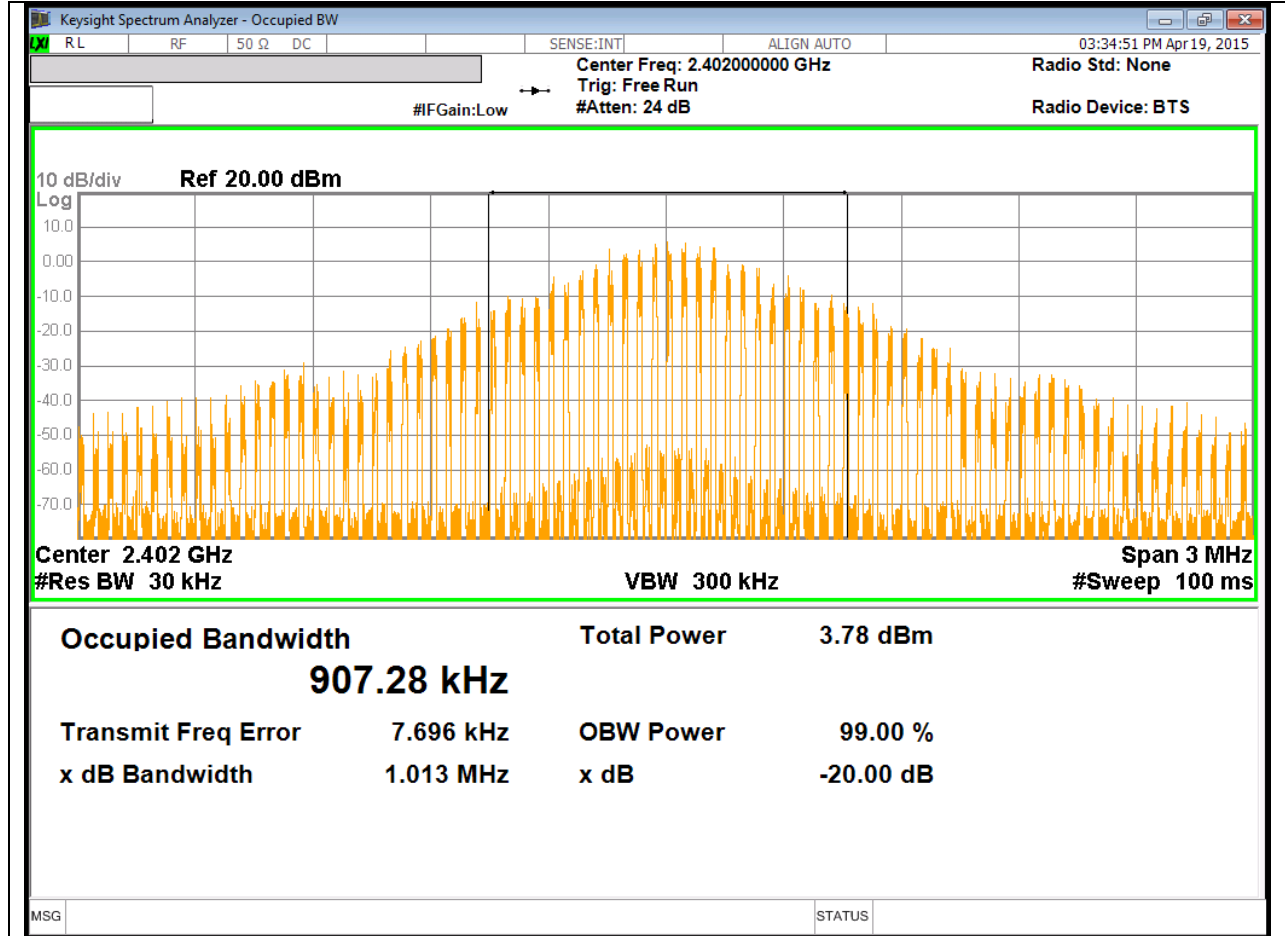 Keysight Spectrum Analyzer - Occupied BW
LXI RL RF 50 Ω DC SENSE:INT ALIGN AUTO 03:34:51 PM Apr 19, 2015
Center Freq: 2.402000000 GHz Radio Std: None
Trig: Free Run
#IFGain:Low #Atten: 24 dB Radio Device: BTS
10 dB/div Ref 20.00 dBm
Log
10.0
0.00
-10.0
-20.0
-30.0
-40.0
-50.0
-60.0
-70.0
Center 2.402 GHz Span 3 MHz
#Res BW 30 kHz VBW 300 kHz #Sweep 100 ms
Occupied Bandwidth Total Power 3.78 dBm
907.28 kHz
Transmit Freq Error 7.696 kHz OBW Power 99.00 %
x dB Bandwidth 1.013 MHz x dB -20.00 dB
MSG STATUS